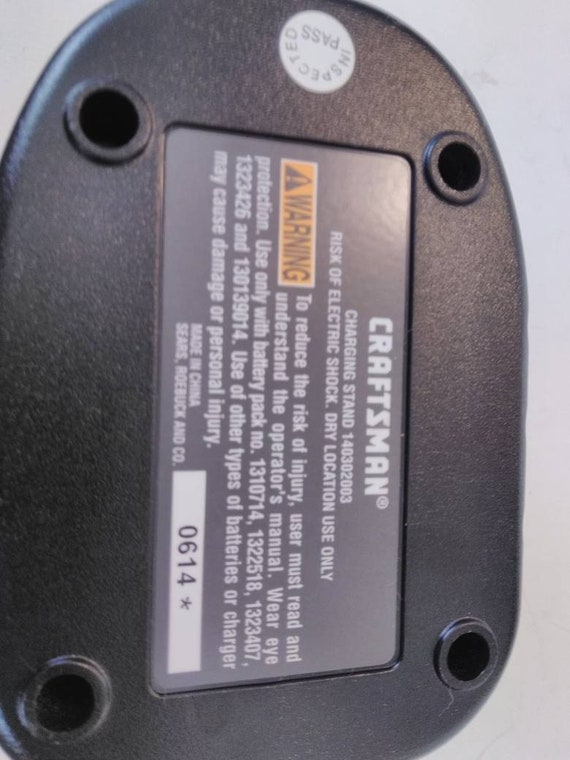 CRAFTSMAN®
CHARGING STAND 140302003
RISK OF ELECTRIC SHOCK. DRY LOCATION USE ONLY
WARNING To reduce the risk of injury, user must read and
understand the operator's manual. Wear eye
protection. Use only with battery pack no. 1310714, 1322518, 1323407,
1323426 and 130139014. Use of other types of batteries or charger
may cause damage or personal injury.
MADE IN CHINA
SEARS, ROEBUCK AND CO.
0614 *
INSPECTED
PASS